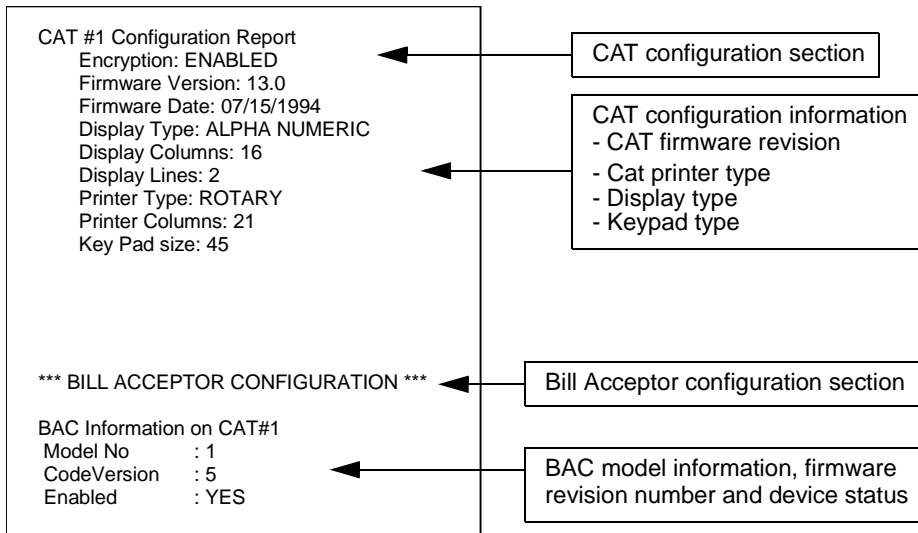 CAT #1 Configuration Report
Encryption: ENABLED
Firmware Version: 13.0
Firmware Date: 07/15/1994
Display Type: ALPHA NUMERIC
Display Columns: 16
Display Lines: 2
Printer Type: ROTARY
Printer Columns: 21
Key Pad size: 45
*** BILL ACCEPTOR CONFIGURATION ***
BAC Information on CAT#1
Model No : 1
CodeVersion : 5
Enabled : YES
CAT configuration section
CAT configuration information
- CAT firmware revision
- Cat printer type
- Display type
- Keypad type
Bill Acceptor configuration section
BAC model information, firmware
revision number and device status